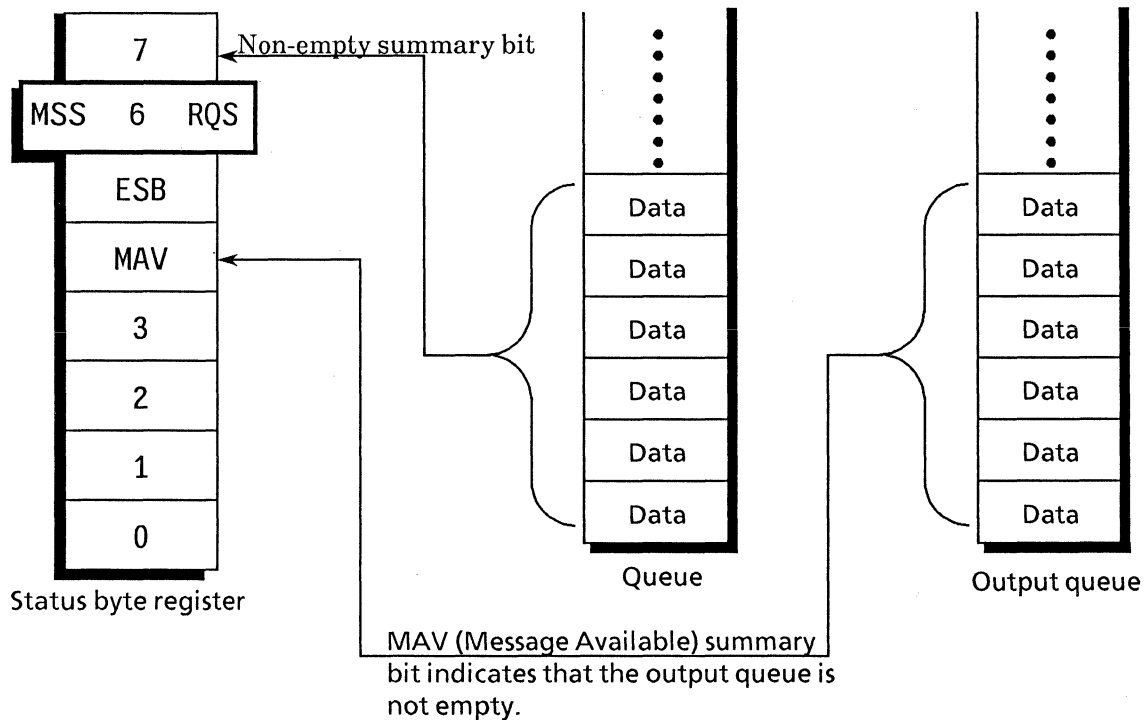 7
Non-empty summary bit
MSS 6 RQS
ESB
MAV
3
2
1
0
Status byte register
Data
Data
Data
Data
Data
Data
Queue
Data
Data
Data
Data
Data
Data
Output queue
MAV (Message Available) summary
bit indicates that the output queue is
not empty.